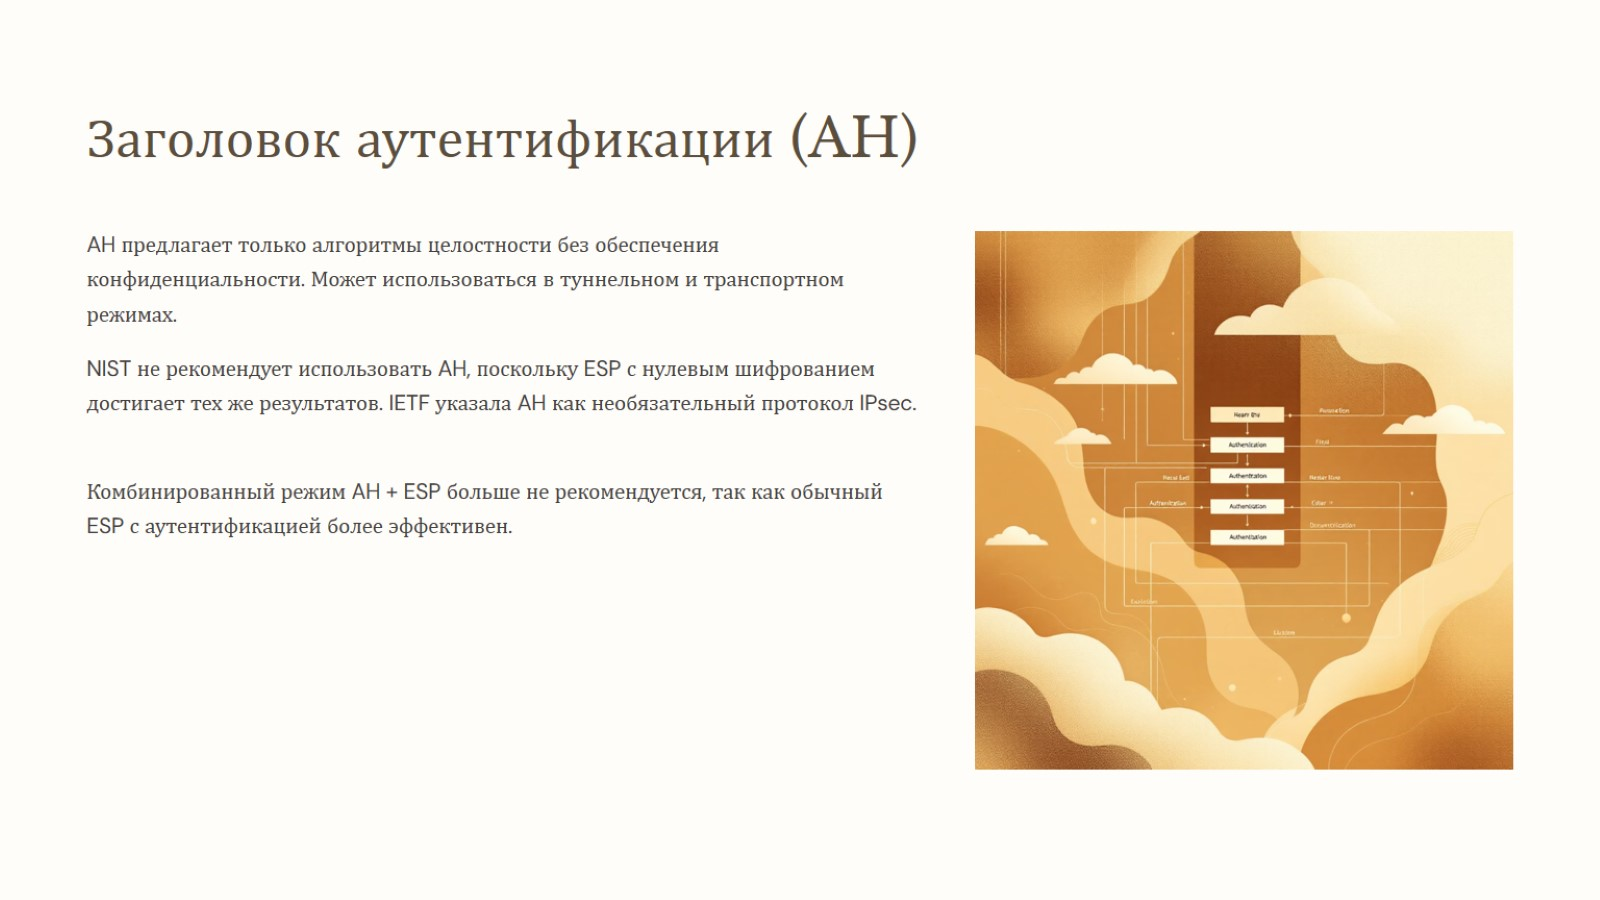 Заголовок аутентификации (AH)
AH предлагает только алгоритмы целостности без обеспечения
конфиденциальности. Может использоваться в туннельном и транспортном
режимах.
NIST не рекомендует использовать AH, поскольку ESP с нулевым шифрованием
достигает тех же результатов. IETF указала AH как необязательный протокол IPsec.
Комбинированный режим AH + ESP больше не рекомендуется, так как обычный
ESP с аутентификацией более эффективен.
Authentication
Authentication
Authentication
Authentication